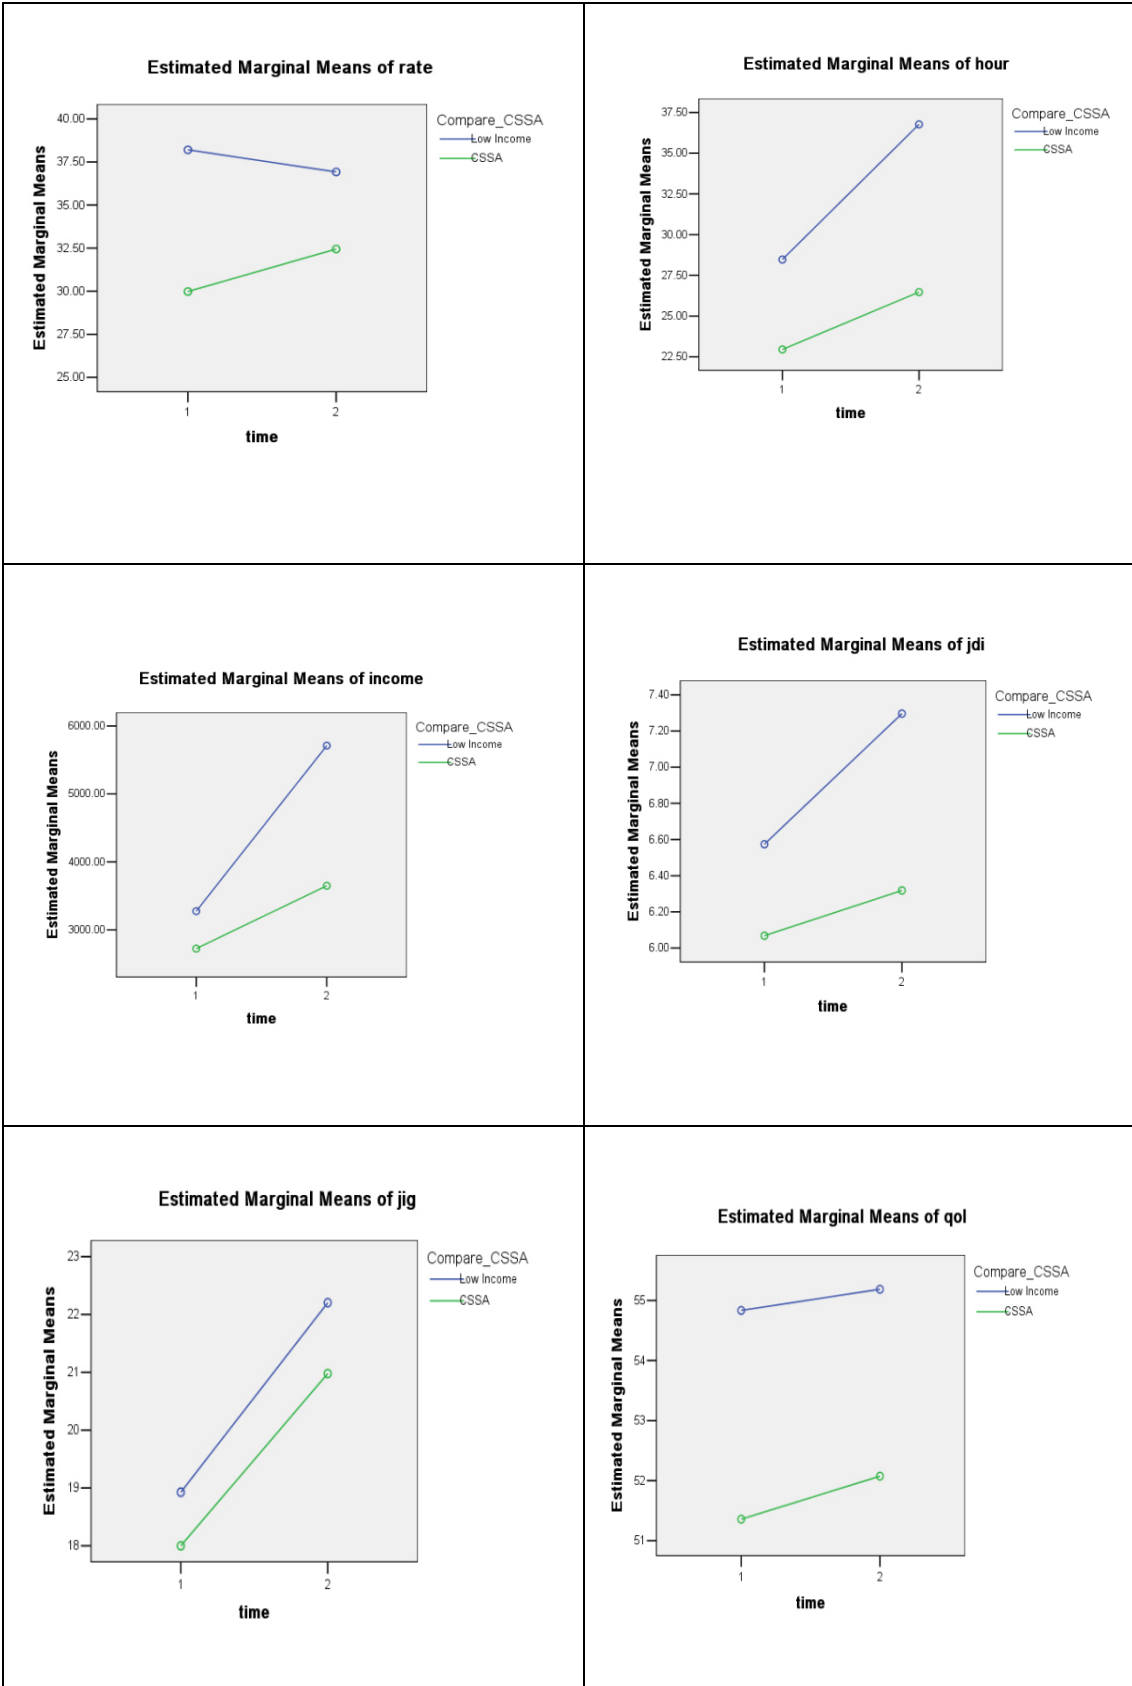 Estimated Marginal Means of rate
Estimated Marginal Means
40.00
37.50
35.00
32.50
30.00
27.50
25.00
1
2
time
Compare_CSSA
Low Income
CSSA
Estimated Marginal Means of hour
Estimated Marginal Means
37.50
35.00
32.50
30.00
27.50
25.00
22.50
1
2
time
Compare_CSSA
Low Income
CSSA
Estimated Marginal Means of income
Estimated Marginal Means
6000.00
5000.00
4000.00
3000.00
1
2
time
Compare_CSSA
Low Income
CSSA
Estimated Marginal Means of jdi
Estimated Marginal Means
7.40
7.20
7.00
6.80
6.60
6.40
6.20
6.00
1
2
time
Compare_CSSA
Low Income
CSSA
Estimated Marginal Means of jig
Estimated Marginal Means
23
22
21
20
19
18
1
2
time
Compare_CSSA
Low Income
CSSA
Estimated Marginal Means of qol
Estimated Marginal Means
55
54
53
52
51
1
2
time
Compare_CSSA
Low Income
CSSA